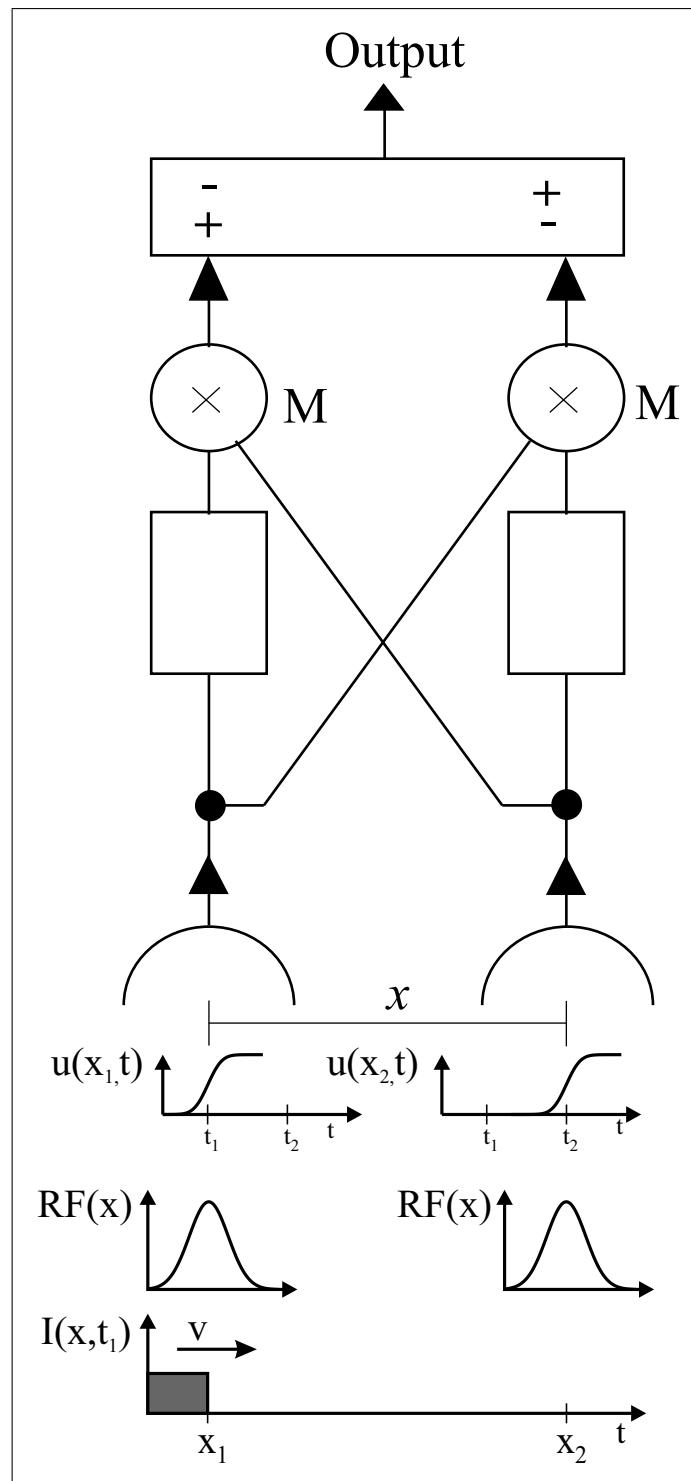 Output
- +
+ -
× M × M
x
u(x₁,t) u(x₂,t)
t₁ t₂ t t₁ t₂ t
RF(x) RF(x)
I(x,t₁) v
t
x₁ x₂